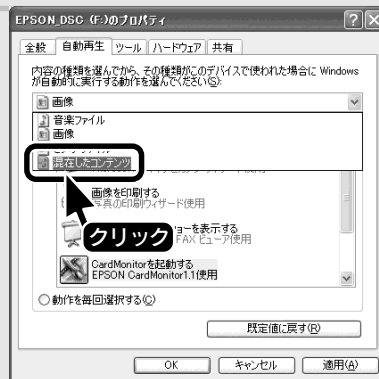 EPSON_DSC (F:)のプロパティ
全般 自動再生 ツール ハードウェア 共有
内容の種類を選んでから、その種類がこのデバイスで使われた場合に Windows
が自動的に実行する動作を選んでください(S):
画像
音楽ファイル
画像
混在したコンテンツ
画像を印刷する
写真の印刷ウィザード使用
ョーを表示する
クリック
FAX ビューア使用
CardMonitorを起動する
EPSON CardMonitor1.1使用
動作を毎回選択する(C)
既定値に戻す(R)
OK キャンセル 適用(A)